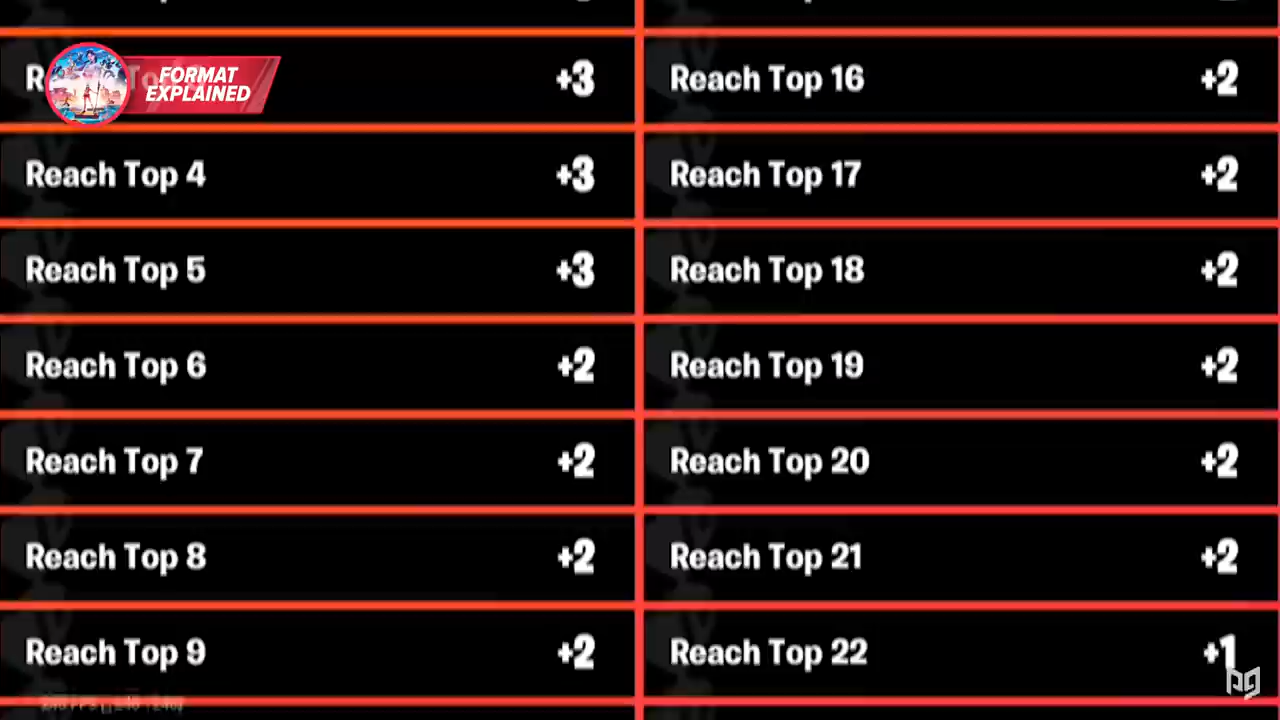 FORMAT
EXPLAINED
+3
Reach Top 4 +3
Reach Top 5 +3
Reach Top 6 +2
Reach Top 7 +2
Reach Top 8 +2
Reach Top 9 +2
Reach Top 16 +2
Reach Top 17 +2
Reach Top 18 +2
Reach Top 19 +2
Reach Top 20 +2
Reach Top 21 +2
Reach Top 22 +1
pg